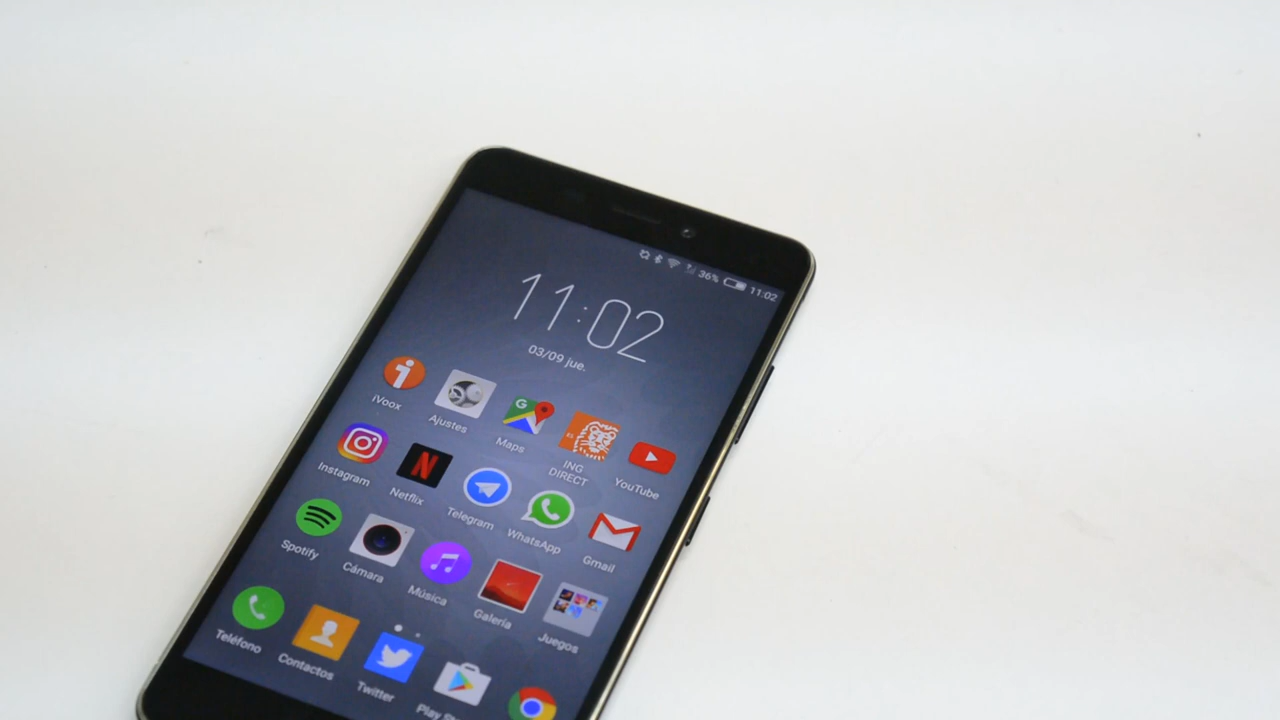 36% 11:02
11:02
03/09 jue.
iVoox
Ajustes
G
Maps
ING
DIRECT
YouTube
Instagram
N
Netflix
Telegram
WhatsApp
Gmail
Spotify
Cámara
Música
Galería
Juegos
Teléfono
Contactos
Twitter
Play